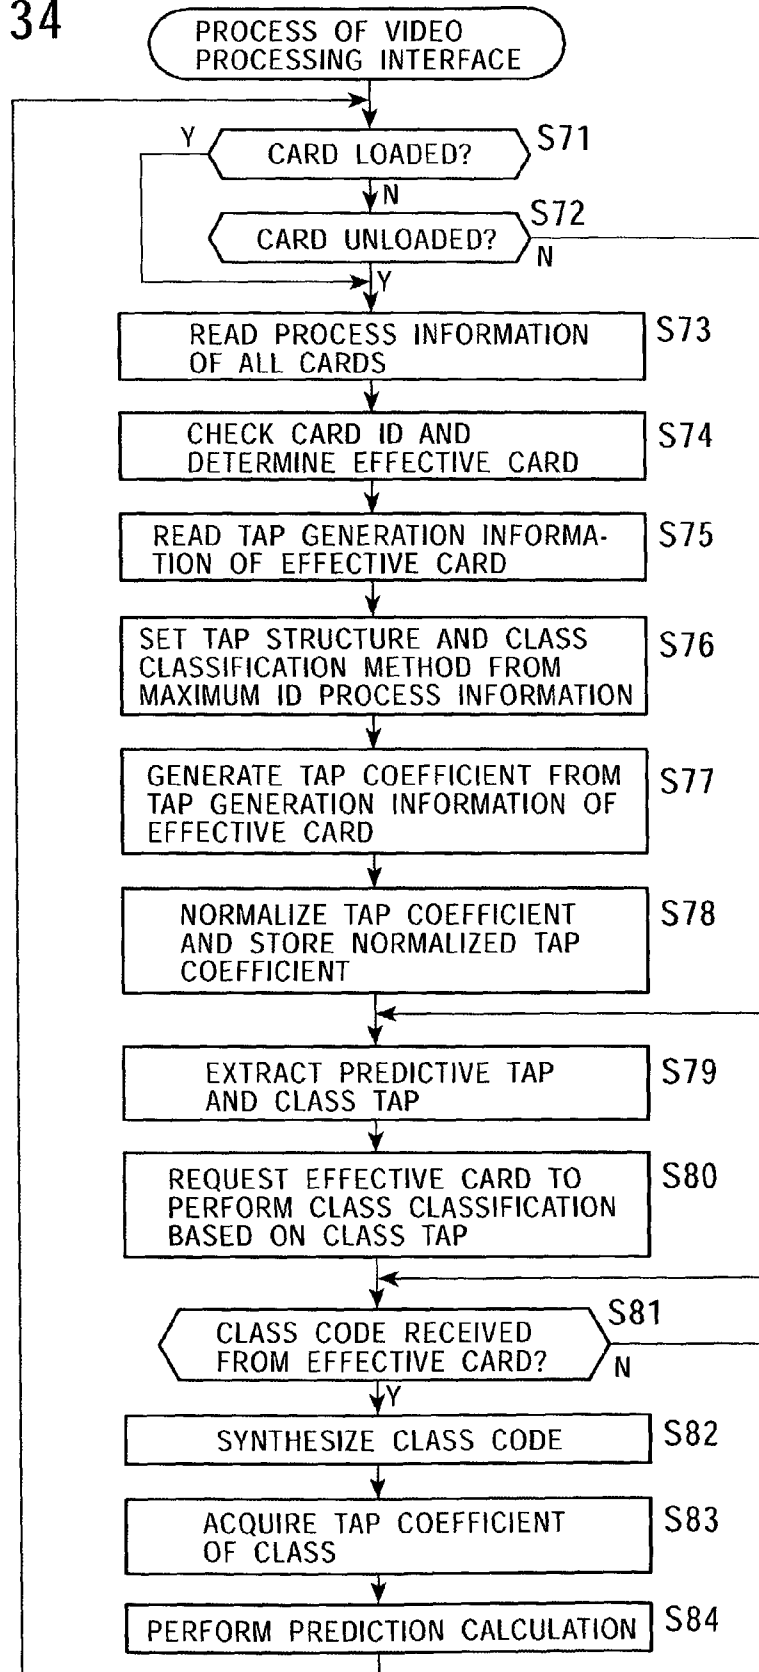 34
PROCESS OF VIDEO
PROCESSING INTERFACE
Y
CARD LOADED?
S71
N
CARD UNLOADED?
S72
N
Y
READ PROCESS INFORMATION
OF ALL CARDS
S73
CHECK CARD ID AND
DETERMINE EFFECTIVE CARD
S74
READ TAP GENERATION INFORMA-
TION OF EFFECTIVE CARD
S75
SET TAP STRUCTURE AND CLASS
CLASSIFICATION METHOD FROM
MAXIMUM ID PROCESS INFORMATION
S76
GENERATE TAP COEFFICIENT FROM
TAP GENERATION INFORMATION OF
EFFECTIVE CARD
S77
NORMALIZE TAP COEFFICIENT
AND STORE NORMALIZED TAP
COEFFICIENT
S78
EXTRACT PREDICTIVE TAP
AND CLASS TAP
S79
REQUEST EFFECTIVE CARD TO
PERFORM CLASS CLASSIFICATION
BASED ON CLASS TAP
S80
CLASS CODE RECEIVED
FROM EFFECTIVE CARD?
S81
N
Y
SYNTHESIZE CLASS CODE
S82
ACQUIRE TAP COEFFICIENT
OF CLASS
S83
PERFORM PREDICTION CALCULATION
S84